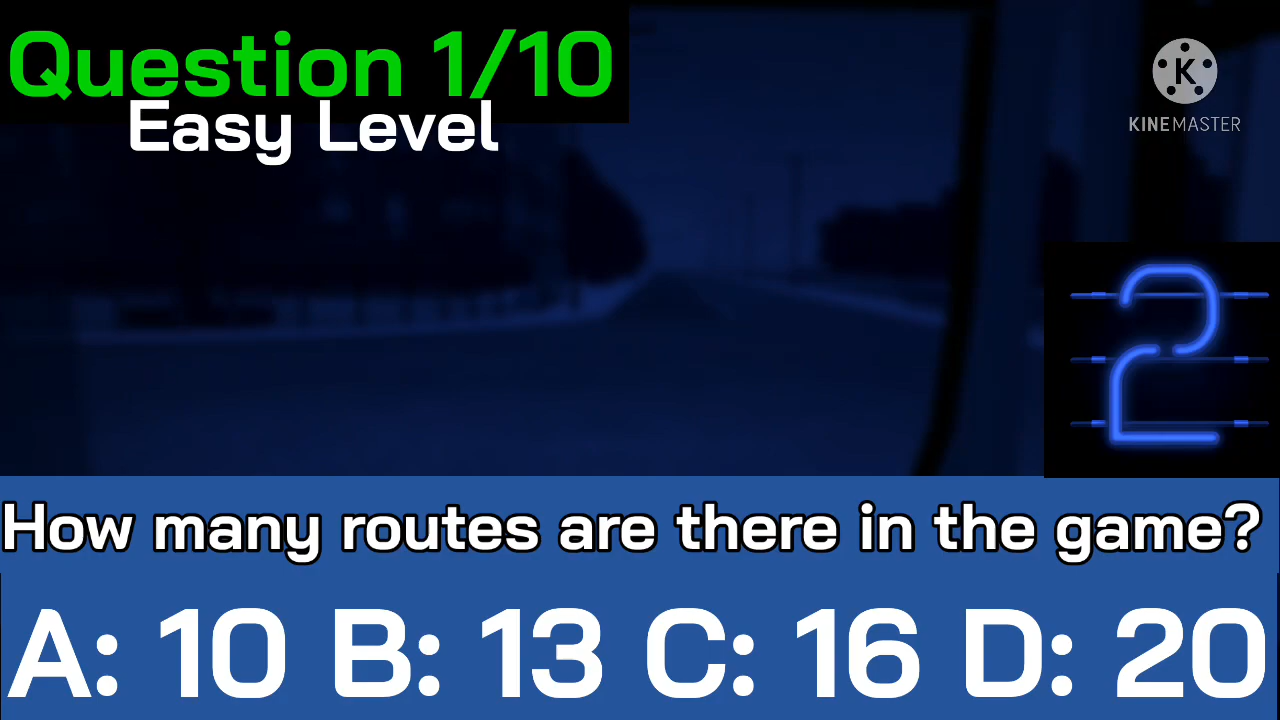 Question 1/10
Easy Level
K
KINEMASTER
2
How many routes are there in the game?
A: 10 B: 13 C: 16 D: 20